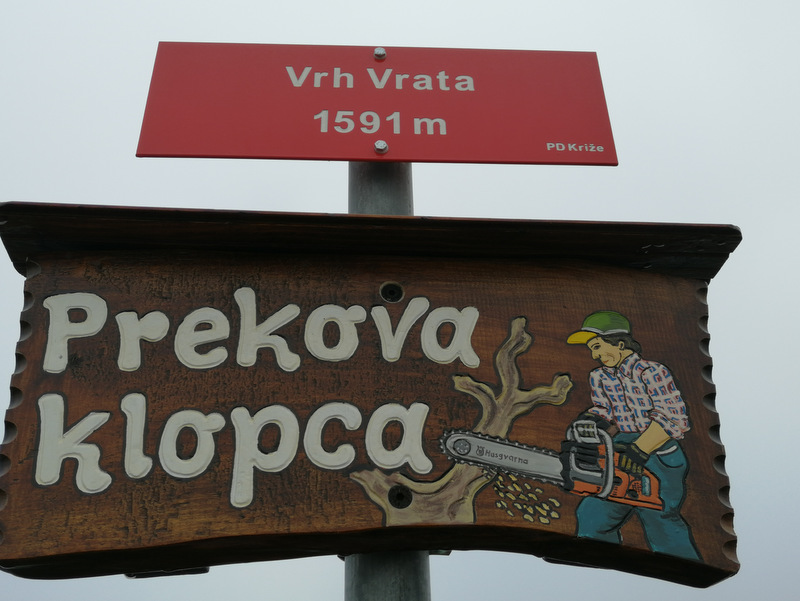 Vrh Vrata
1591 m
PD Križe
Prekova
klopca
Husqvarna